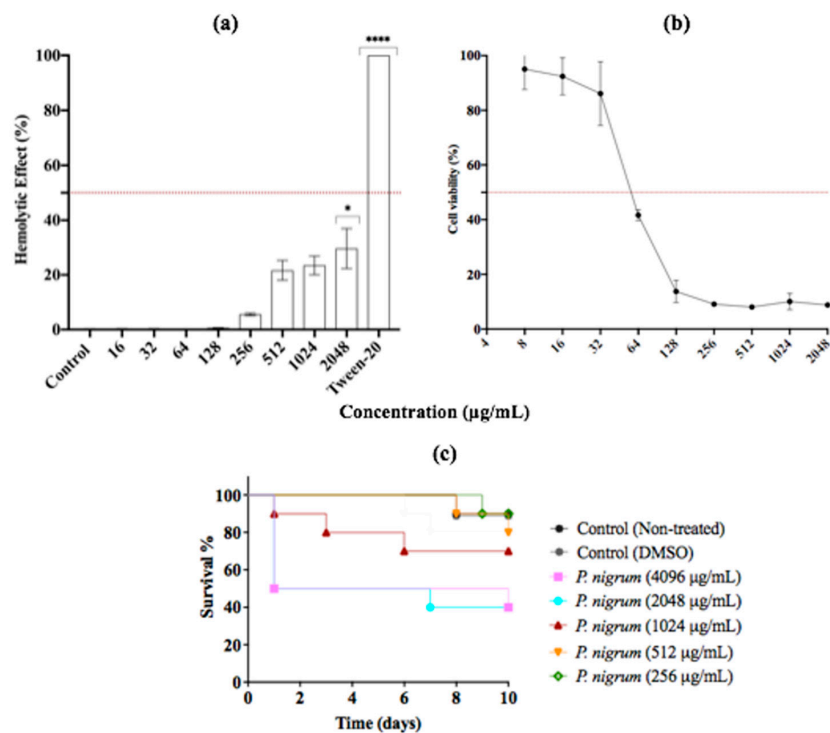 (a)
Hemolytic Effect (%)
100
80
60
40
20
0
****
*
Control
16
32
64
128
256
512
1024
2048
Tween-20
(b)
Cell viability (%)
100
80
60
40
20
0
4
8
16
32
64
128
256
512
1024
2048
Concentration (µg/mL)
(c)
Survival %
100
80
60
40
20
0
0 2 4 6 8 10
Time (days)
Control (Non-treated)
Control (DMSO)
P. nigrum (4096 µg/mL)
P. nigrum (2048 µg/mL)
P. nigrum (1024 µg/mL)
P. nigrum (512 µg/mL)
P. nigrum (256 µg/mL)